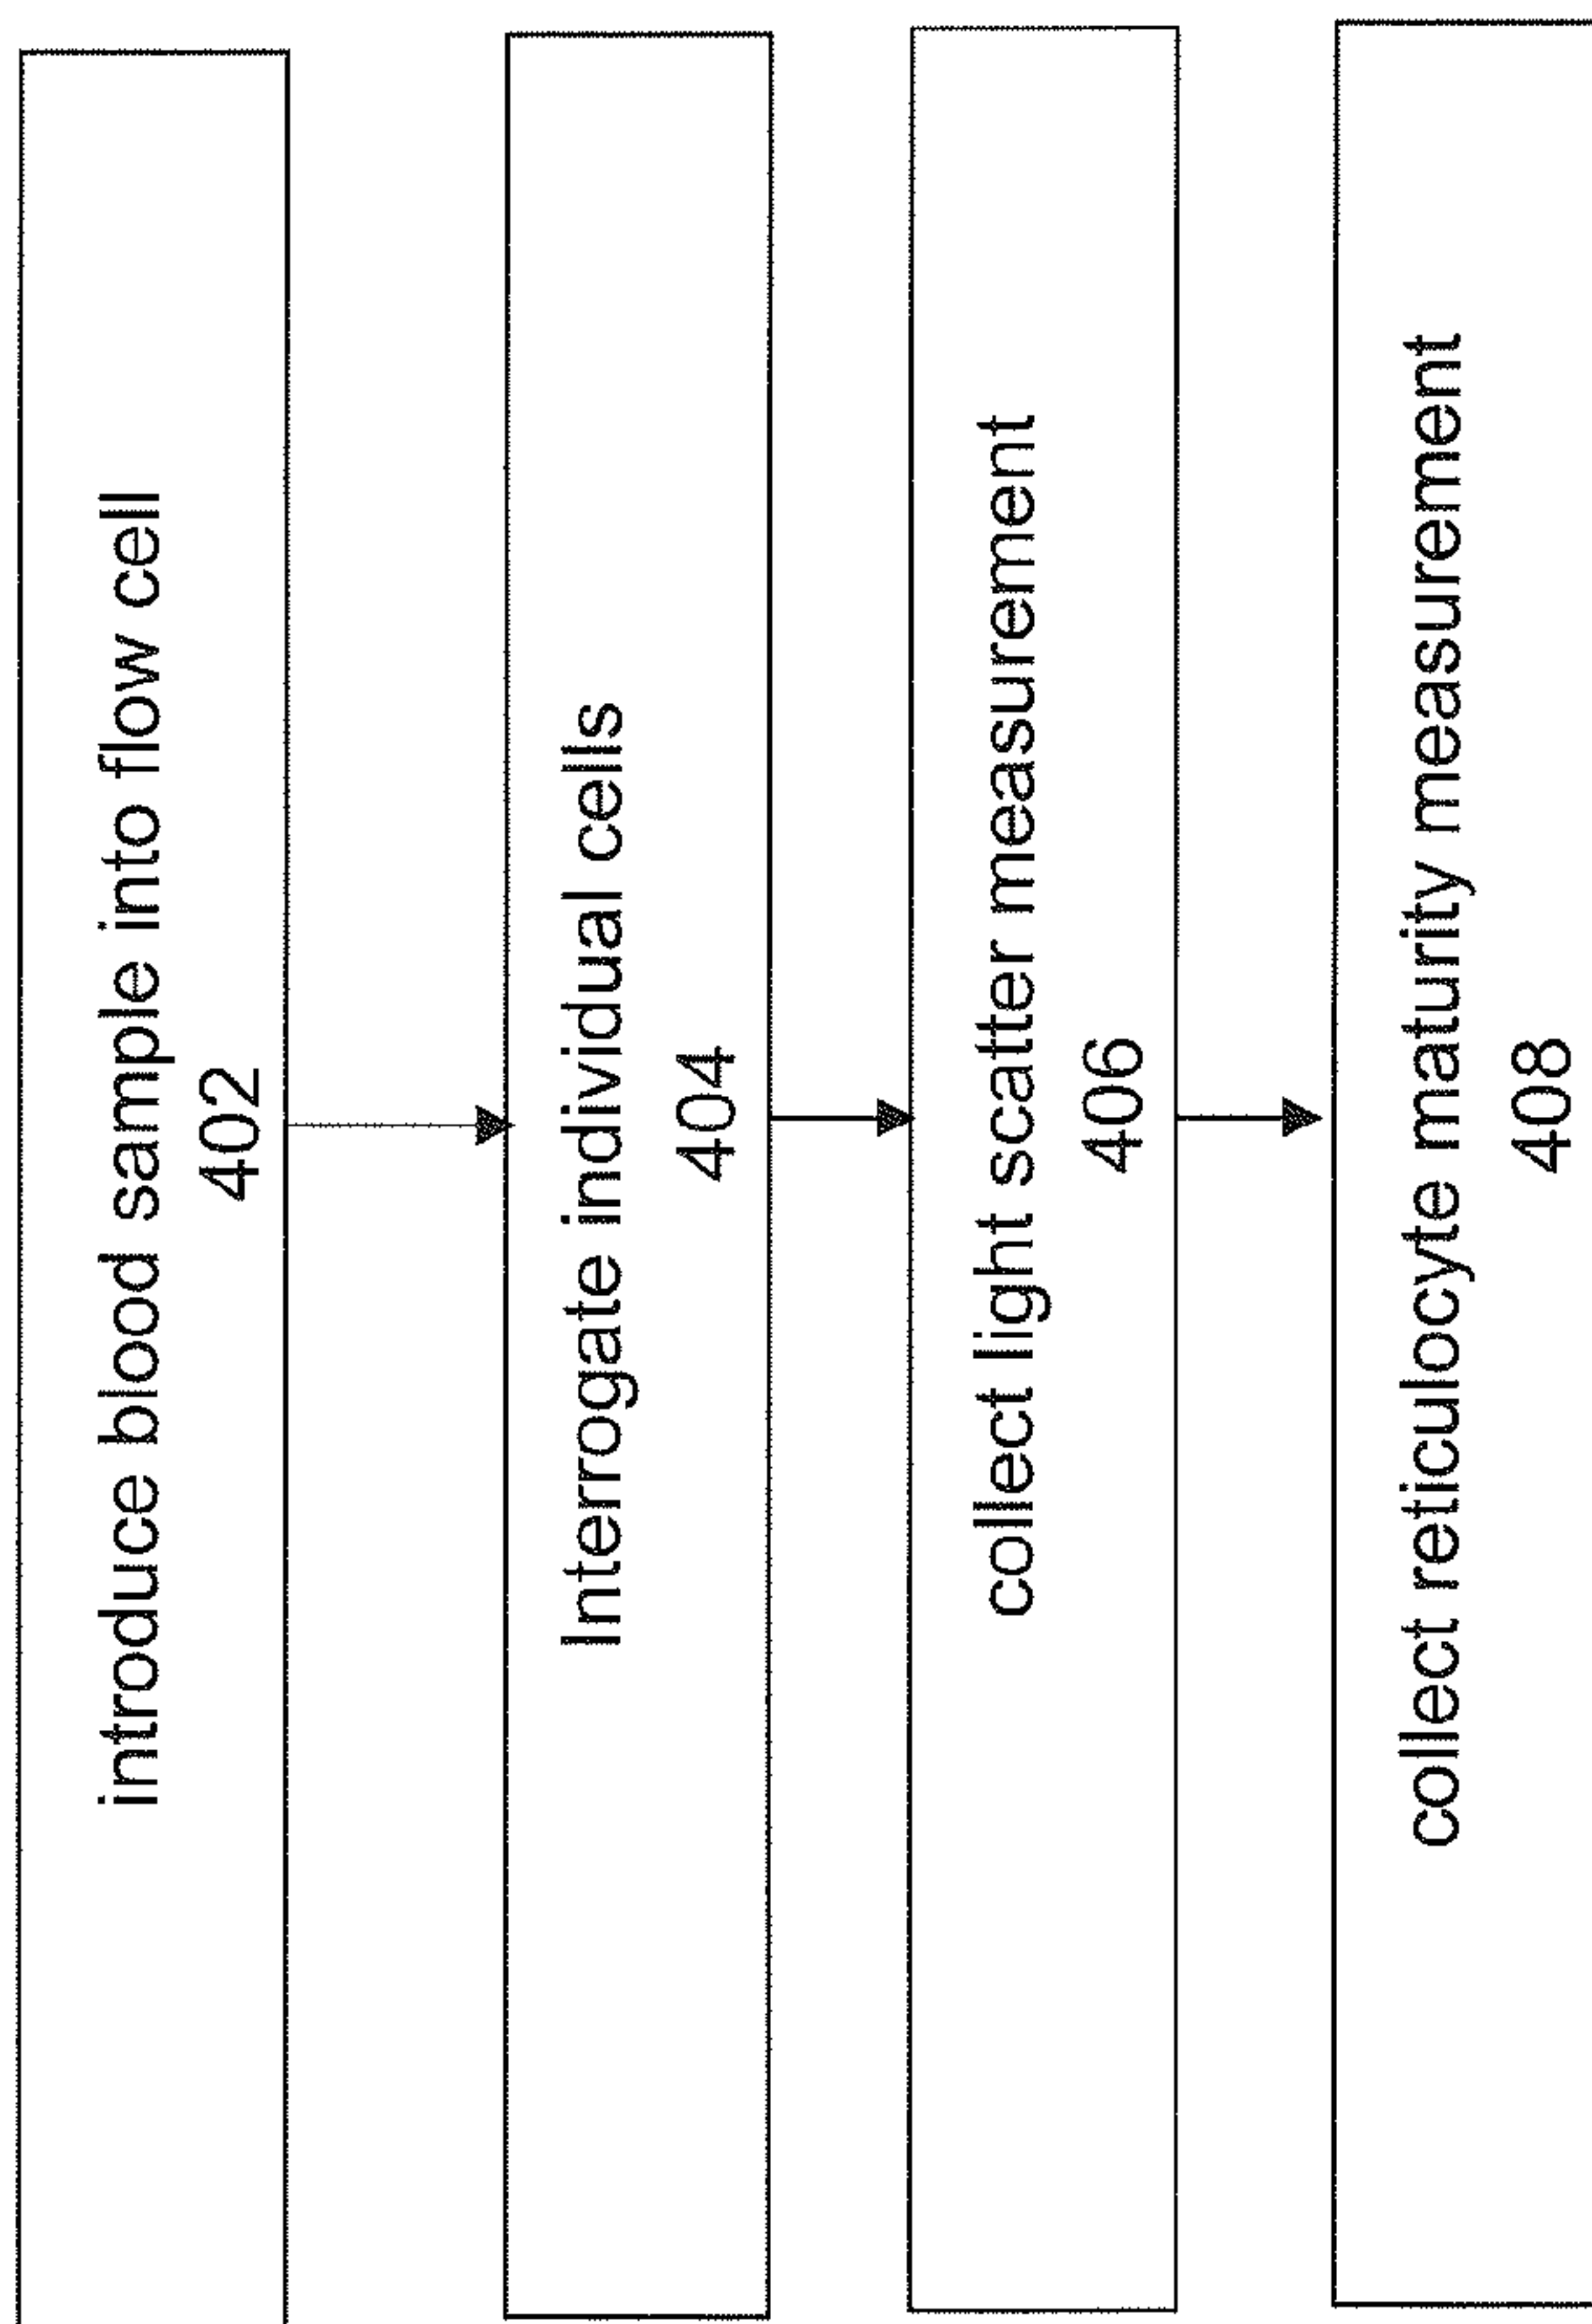 introduce blood sample into flow cell
402
Interrogate individual cells
404
collect light scatter measurement
406
collect reticulocyte maturity measurement
408